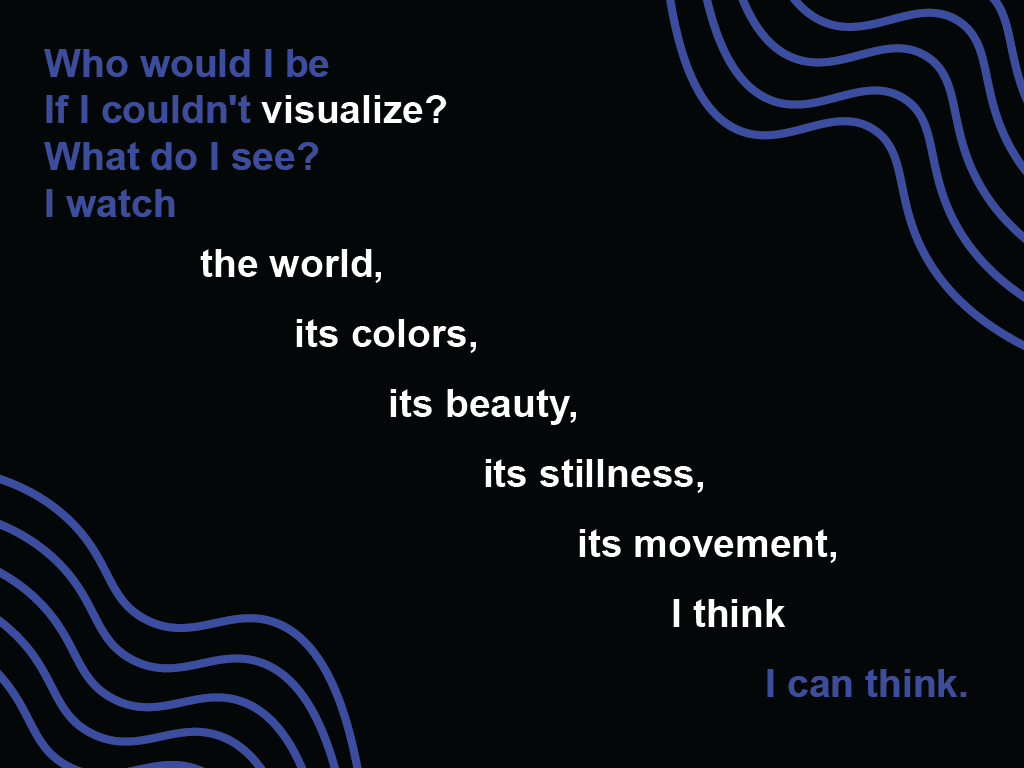 Who would I be
If I couldn't visualize?
What do I see?
I watch
the world,
its colors,
its beauty,
its stillness,
its movement,
I think
I can think.